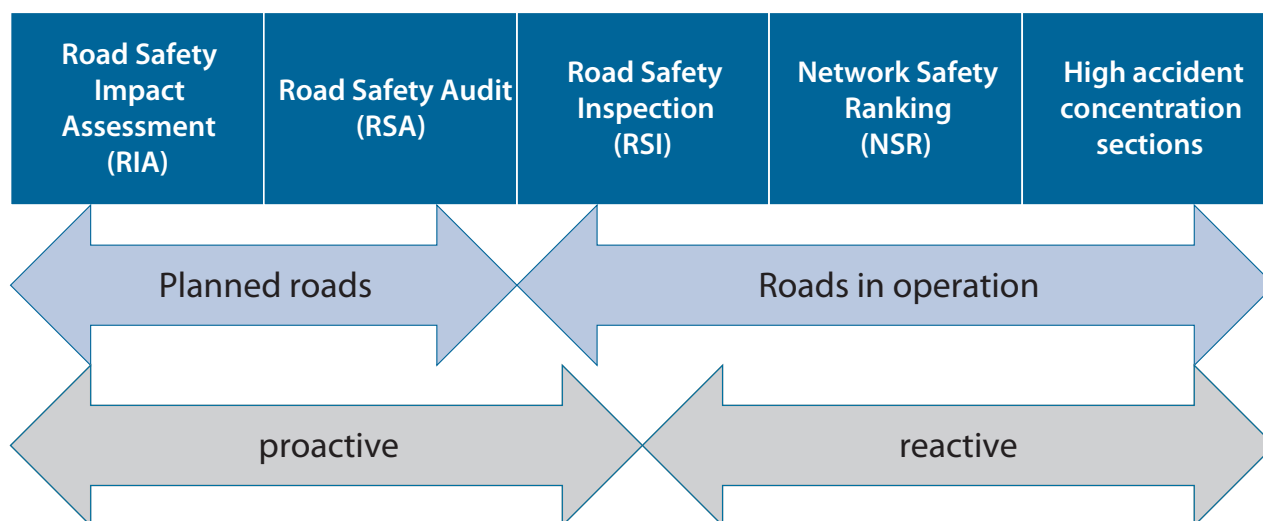 Road Safety
Impact
Assessment
(RIA)
Road Safety Audit
(RSA)
Road Safety
Inspection
(RSI)
Network Safety
Ranking
(NSR)
High accident
concentration
sections
Planned roads
Roads in operation
proactive
reactive